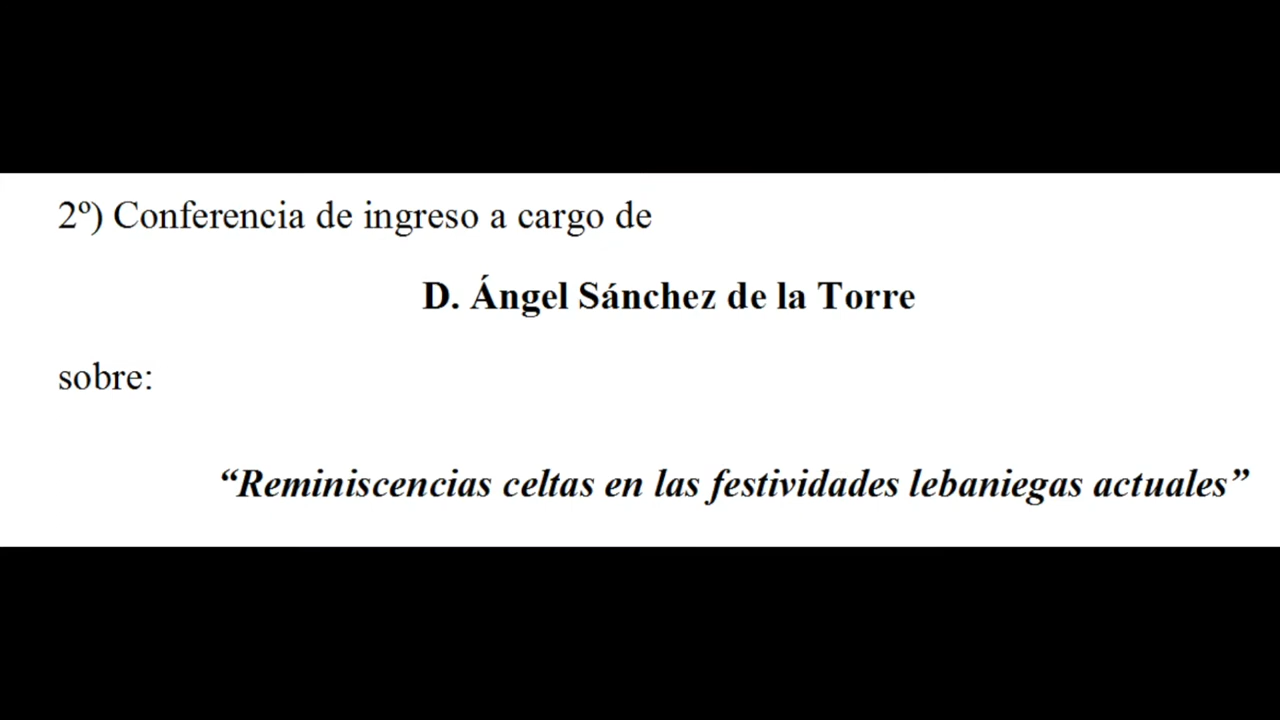 2º) Conferencia de ingreso a cargo de
D. Ángel Sánchez de la Torre
sobre:
“Reminiscencias celtas en las festividades lebaniegas actuales”